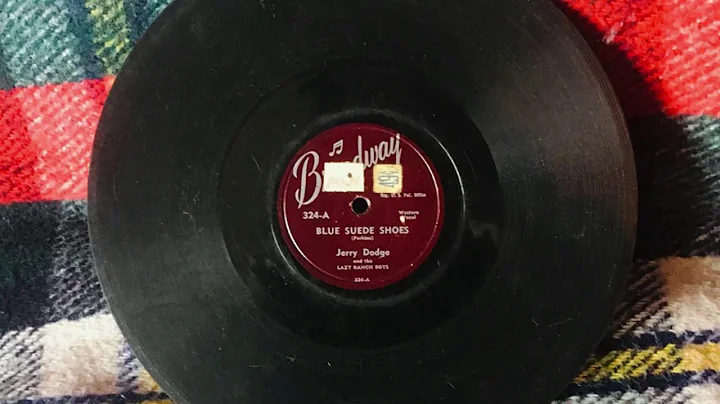 Broadway
Reg. U. S. Pat. Office
324-A
Western
Vocal
BLUE SUEDE SHOES
(Perkins)
Jerry Dodge
and the
LAZY RANCH BOYS
324-A